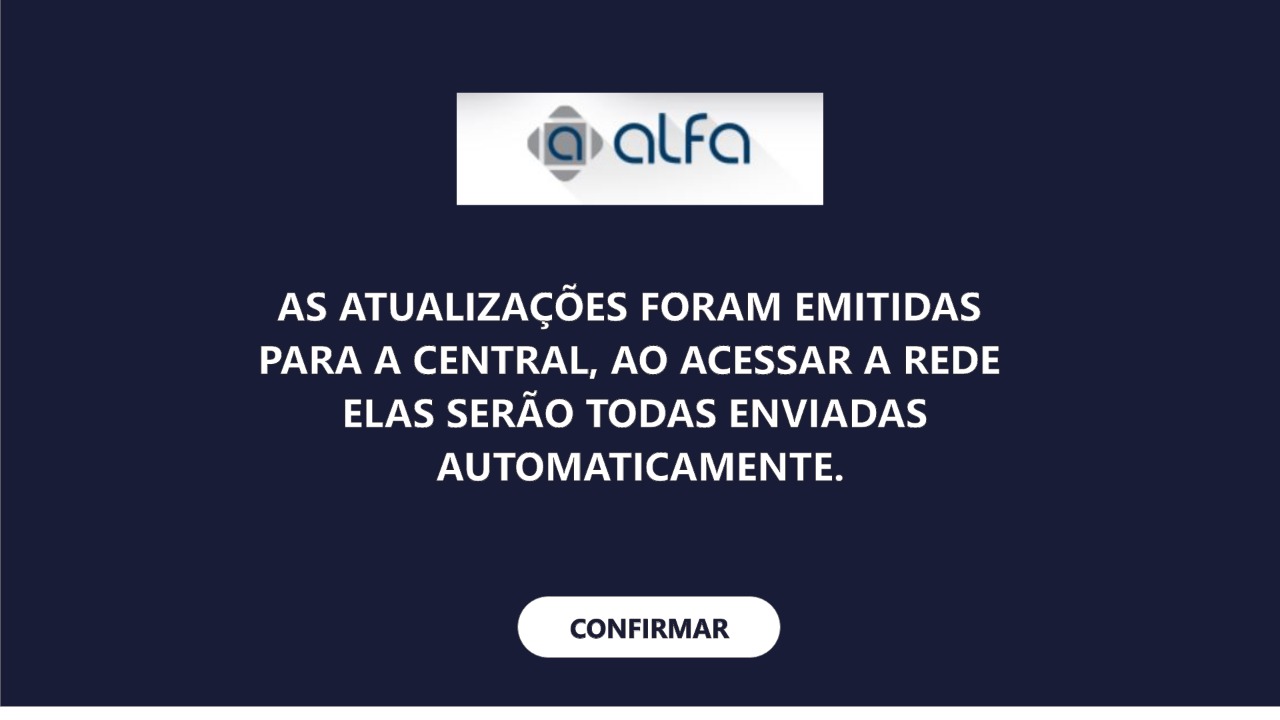 a alfa
AS ATUALIZAÇÕES FORAM EMITIDAS
PARA A CENTRAL, AO ACESSAR A REDE
ELAS SERÃO TODAS ENVIADAS
AUTOMATICAMENTE.
CONFIRMAR